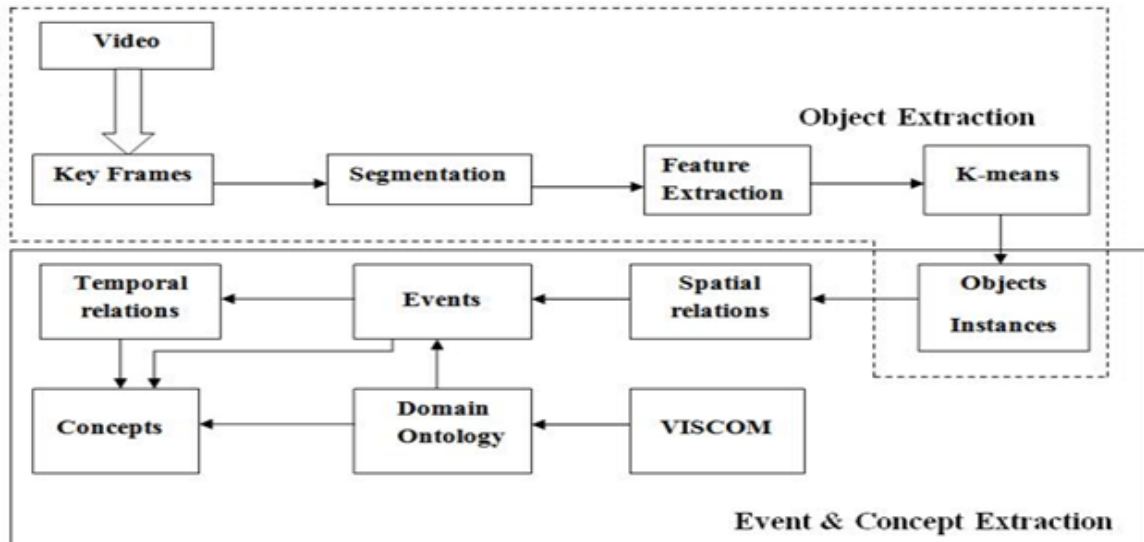 Video
Object Extraction
Key Frames
Segmentation
Feature
Extraction
K-means
Temporal
relations
Events
Spatial
relations
Objects
Instances
Concepts
Domain
Ontology
VISCOM
Event & Concept Extraction